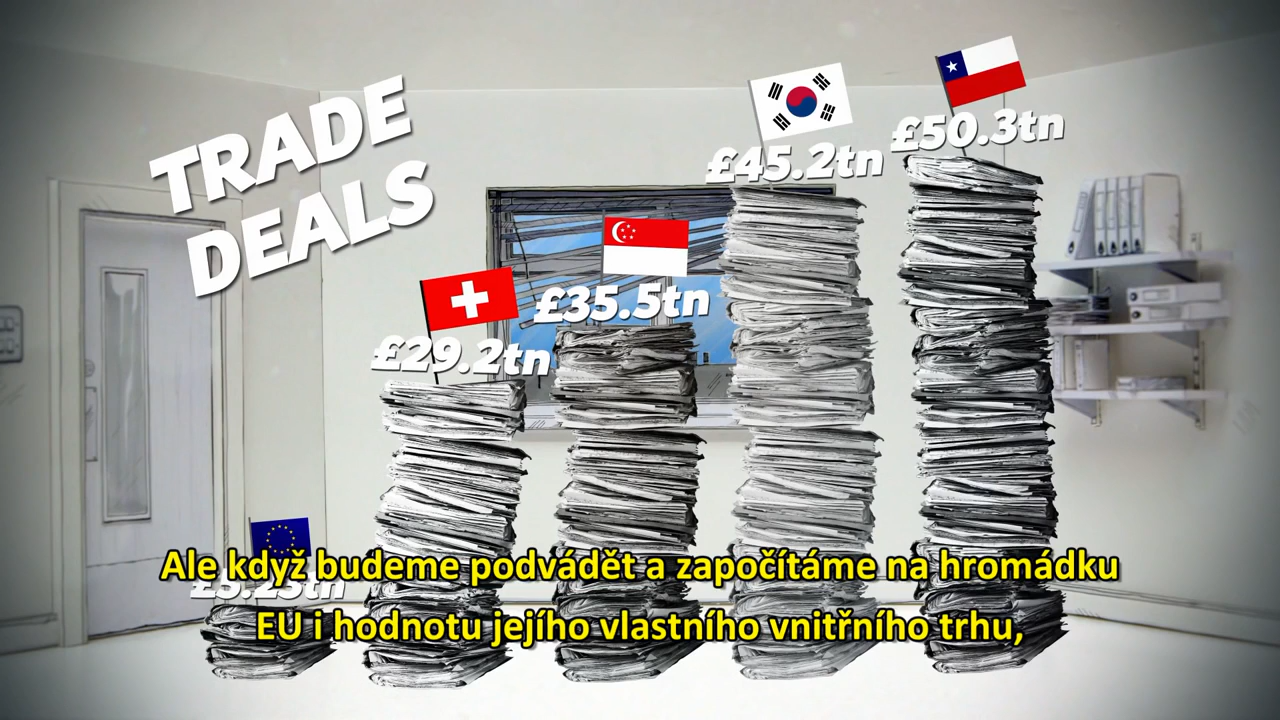 TRADE
DEALS
£50.3tn
£45.2tn
£35.5tn
£29.2tn
Ale když budeme podvádět a započítáme na hromádku
EU i hodnotu jejího vlastního vnitřního trhu,